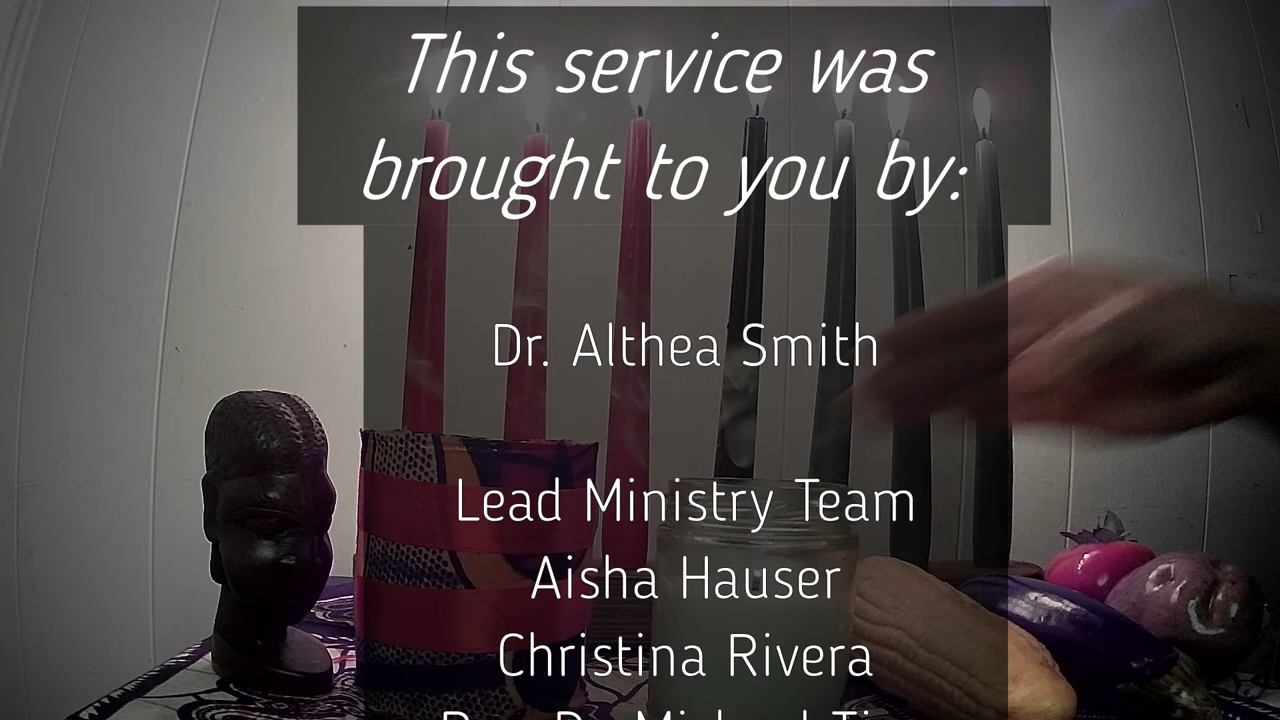 This service was
brought to you by:
Dr. Althea Smith
Lead Ministry Team
Aisha Hauser
Christina Rivera